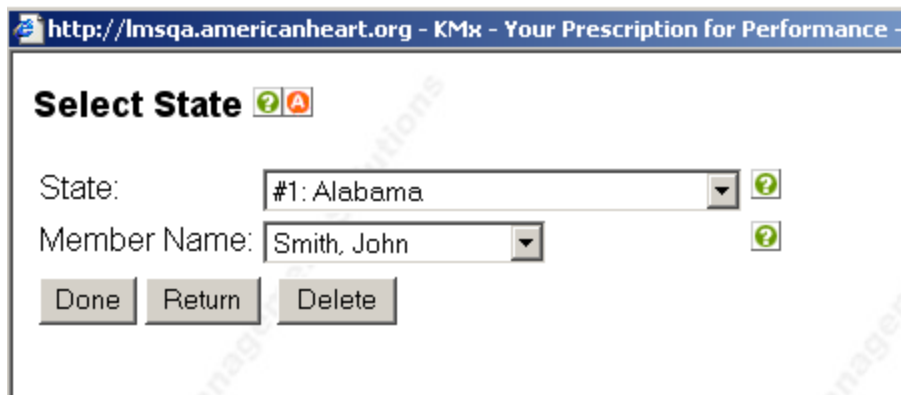 http://lmsqa.americanheart.org - KMx - Your Prescription for Performance -
Select State ? A
State: #1: Alabama ?
Member Name: Smith, John ?
Done Return Delete